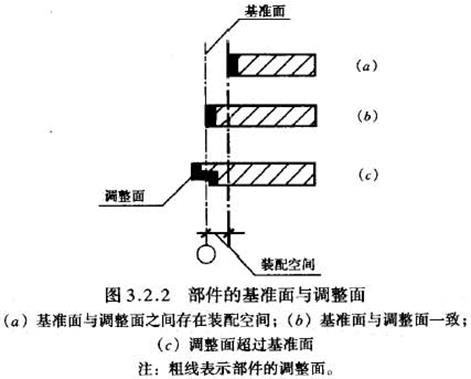 基准面
(a)
(b)
(c)
调整面
装配空间
图 3.2.2 部件的基准面与调整面
(a) 基准面与调整面之间存在装配空间；(b) 基准面与调整面一致；
(c) 调整面超过基准面
注：粗线表示部件的调整面。